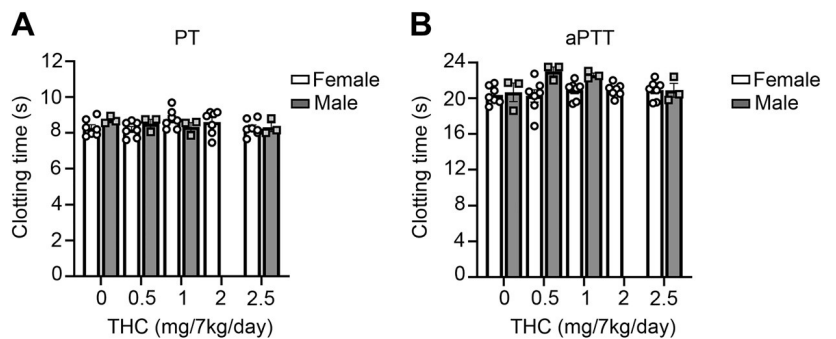 A
PT
12
10
8
6
4
2
0
Clotting time (s)
Female
Male
0 0.5 1 2 2.5
THC (mg/7kg/day)
B
aPTT
24
20
16
12
8
4
0
Clotting time (s)
Female
Male
0 0.5 1 2 2.5
THC (mg/7kg/day)